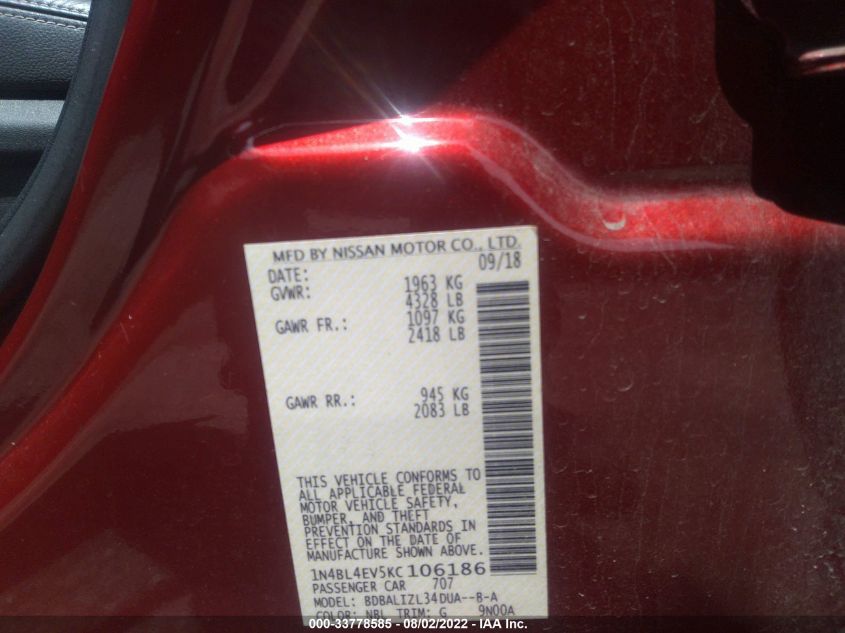 MFD BY NISSAN MOTOR CO., LTD.
DATE: 09/18
GVWR: 1963 KG
4328 LB
GAWR FR.: 1097 KG
2418 LB
GAWR RR.: 945 KG
2083 LB
THIS VEHICLE CONFORMS TO
ALL APPLICABLE FEDERAL
MOTOR VEHICLE SAFETY,
BUMPER, AND THEFT
PREVENTION STANDARDS IN
EFFECT ON THE DATE OF
MANUFACTURE SHOWN ABOVE.
1N4BL4EV5KC106186
PASSENGER CAR 707
MODEL: BDBALIZL34DUA--B-A
COLOR: NBL TRIM: G 9N00A
000-33778585 - 08/02/2022 - IAA Inc.